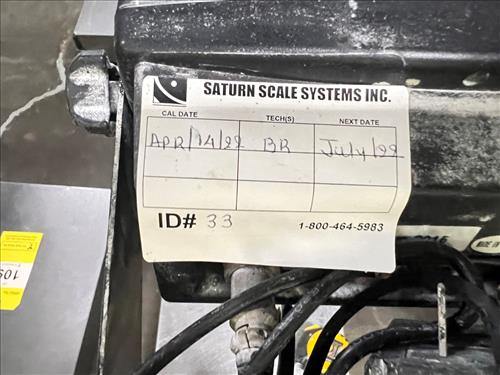 SATURN SCALE SYSTEMS INC.
CAL DATE TECH(S) NEXT DATE
APR/14/22 BR July/22
ID# 33 1-800-464-5983
109